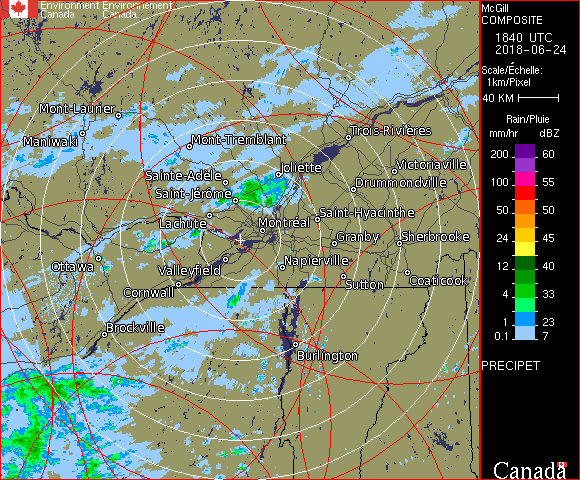 Environment Environnement
Canada Canada
Mont-Laurier
Maniwaki
Mont-Tremblant
Trois-Rivières
Sainte-Adèle
Joliette
Victoriaville
Saint-Jérôme
Drummondville
Lachute
Saint-Hyacinthe
Montréal
Granby
Sherbrooke
Ottawa
Valleyfield
Napierville
Cornwall
Sutton
Coaticook
Brockville
Burlington
McGill
COMPOSITE
1840 UTC
2018-06-24
Scale/Échelle:
1km/Pixel
40 KM
Rain/Pluie
mm/hr dBZ
200 60
150 57
100 55
50 50
24 45
12 40
4 33
1 23
0.1 7
PRECIPET
Canada